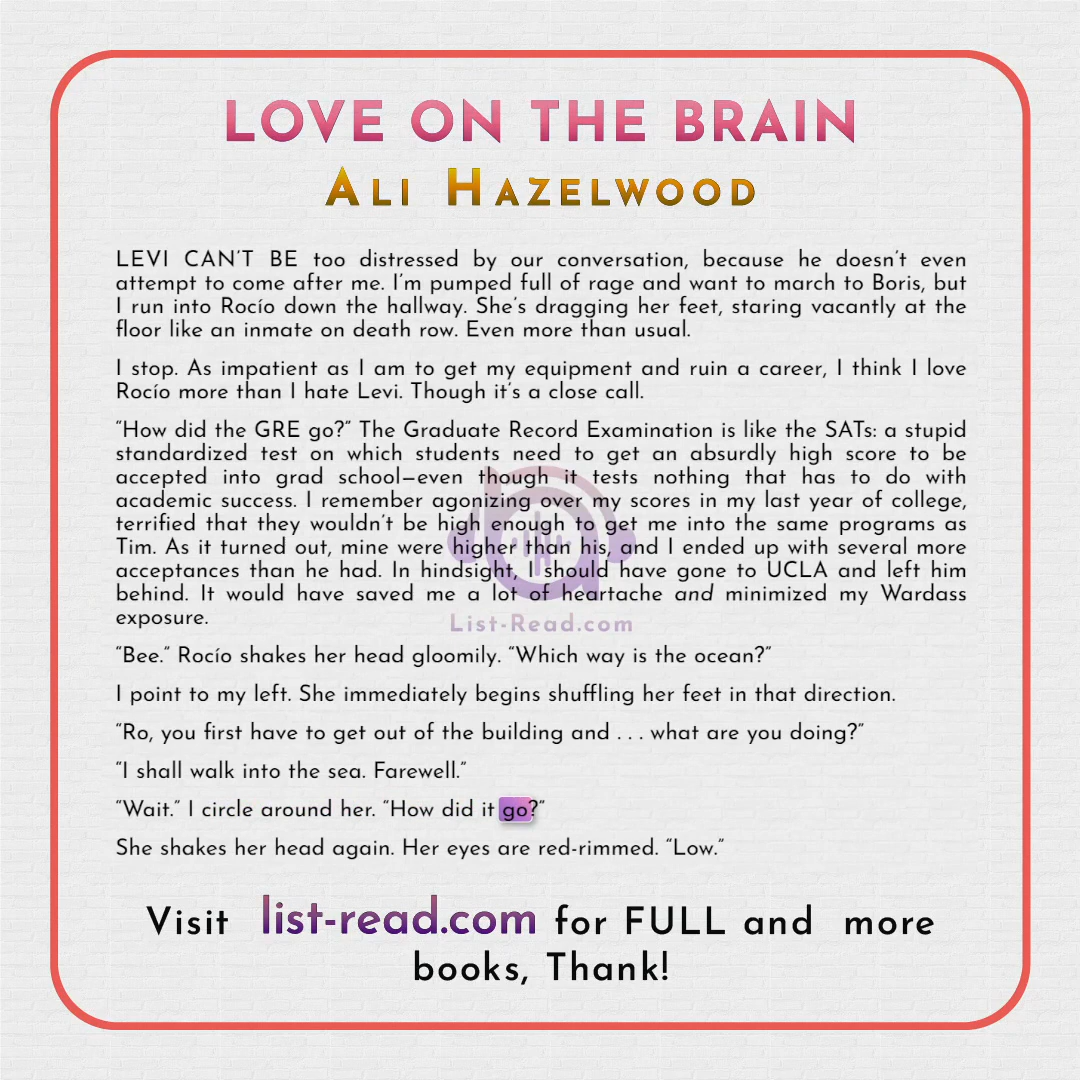 LOVE ON THE BRAIN
ALI HAZELWOOD
LEVI CAN'T BE too distressed by our conversation, because he doesn't even
attempt to come after me. I'm pumped full of rage and want to march to Boris, but
I run into Rocío down the hallway. She's dragging her feet, staring vacantly at the
floor like an inmate on death row. Even more than usual.
I stop. As impatient as I am to get my equipment and ruin a career, I think I love
Rocío more than I hate Levi. Though it's a close call.
“How did the GRE go?” The Graduate Record Examination is like the SATs: a stupid
standardized test on which students need to get an absurdly high score to be
accepted into grad school—even though it tests nothing that has to do with
academic success. I remember agonizing over my scores in my last year of college,
terrified that they wouldn't be high enough to get me into the same programs as
Tim. As it turned out, mine were higher than his, and I ended up with several more
acceptances than he had. In hindsight, I should have gone to UCLA and left him
behind. It would have saved me a lot of heartache and minimized my Wardass
exposure.
List-Read.com
“Bee.” Rocío shakes her head gloomily. “Which way is the ocean?”
I point to my left. She immediately begins shuffling her feet in that direction.
“Ro, you first have to get out of the building and . . . what are you doing?”
“I shall walk into the sea. Farewell.”
“Wait.” I circle around her. “How did it go?”
She shakes her head again. Her eyes are red-rimmed. “Low.”
Visit list-read.com for FULL and more
books, Thank!